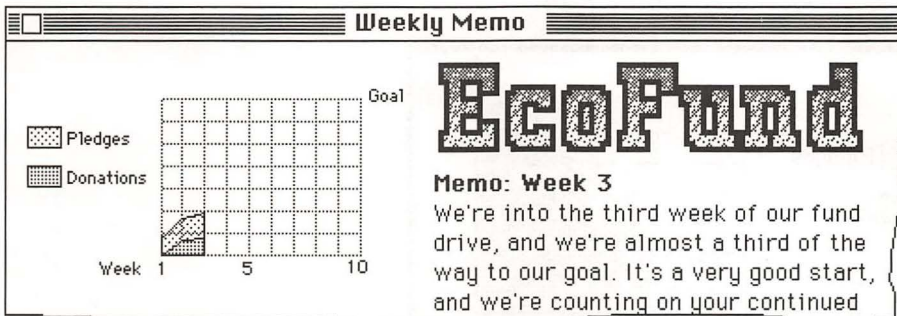 Weekly Memo
Goal
Pledges
Donations
Week 1 5 10
EcoFund
Memo: Week 3
We're into the third week of our fund
drive, and we're almost a third of the
way to our goal. It's a very good start,
and we're counting on your continued